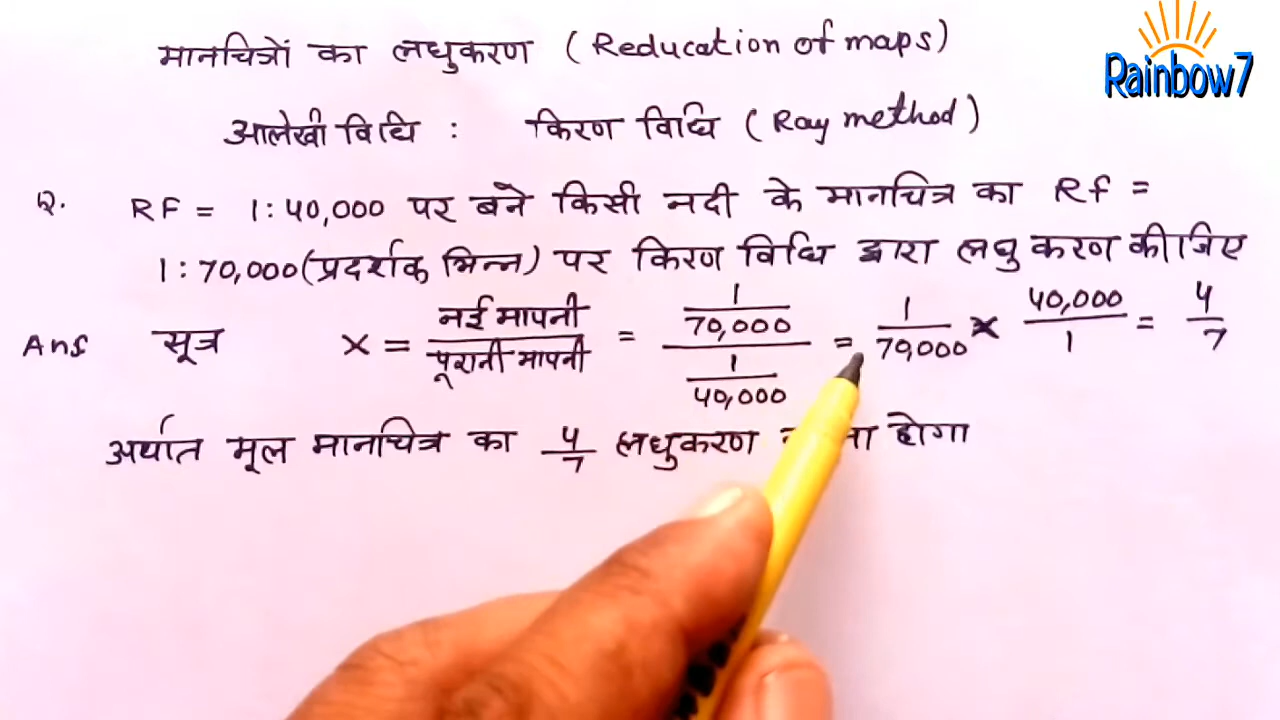 Rainbow7
मानचित्रों का लघुकरण (Reducation of maps)
आलेखी विधि : किरण विधि (Ray method)
Q. RF = 1:40,000 पर बने किसी नदी के मानचित्र का Rf =
1:70,000 (प्रदर्शक भिन्न) पर किरण विधि द्वारा लघु करण कीजिए
Ans सूत्र X = नई मापनी / पूरानी मापनी = 1/70,000 / 1/40,000 = 1/70,000 × 40,000/1 = 4/7
अर्थात मूल मानचित्र का 4/7 लघुकरण होगा